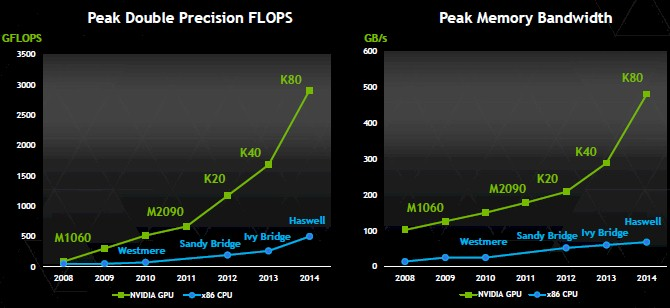 Peak Double Precision FLOPS
GFLOPS
3500
3000
2500
2000
1500
1000
500
0
M1060
M2090
K20
K40
K80
Westmere
Sandy Bridge
Ivy Bridge
Haswell
2008 2009 2010 2011 2012 2013 2014
NVIDIA GPU x86 CPU
Peak Memory Bandwidth
GB/s
600
500
400
300
200
100
0
M1060
M2090
K20
K40
K80
Westmere
Sandy Bridge
Ivy Bridge
Haswell
2008 2009 2010 2011 2012 2013 2014
NVIDIA GPU x86 CPU